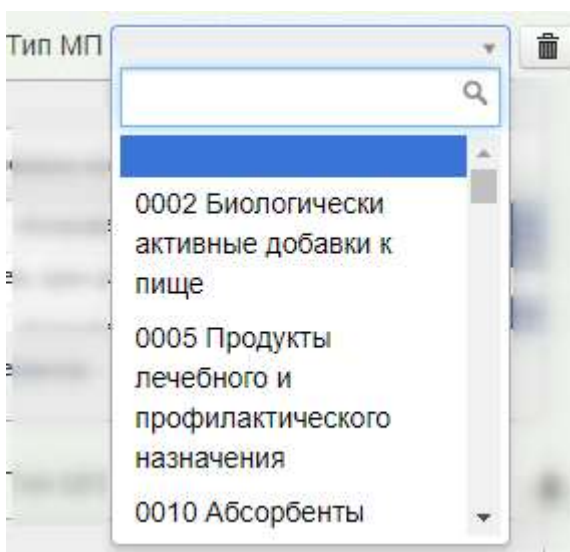 Тип МП
0002 Биологически
активные добавки к
пище
0005 Продукты
лечебного и
профилактического
назначения
0010 Абсорбенты